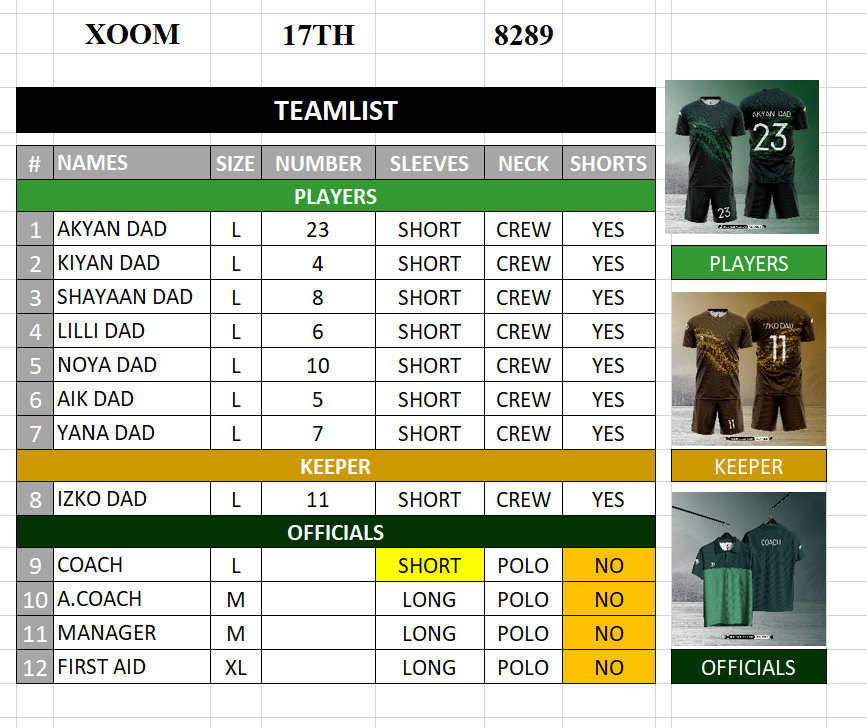 XOOM 17TH 8289
TEAMLIST
# NAMES SIZE NUMBER SLEEVES NECK SHORTS
PLAYERS
1 AKYAN DAD L 23 SHORT CREW YES
2 KIYAN DAD L 4 SHORT CREW YES
3 SHAYAAN DAD L 8 SHORT CREW YES
4 LILLI DAD L 6 SHORT CREW YES
5 NOYA DAD L 10 SHORT CREW YES
6 AIK DAD L 5 SHORT CREW YES
7 YANA DAD L 7 SHORT CREW YES
KEEPER
8 IZKO DAD L 11 SHORT CREW YES
OFFICIALS
9 COACH L SHORT POLO NO
10 A.COACH M LONG POLO NO
11 MANAGER M LONG POLO NO
12 FIRST AID XL LONG POLO NO
AKYAN DAD
23
23
PLAYERS
IZKO DAD
11
11
KEEPER
COACH
OFFICIALS